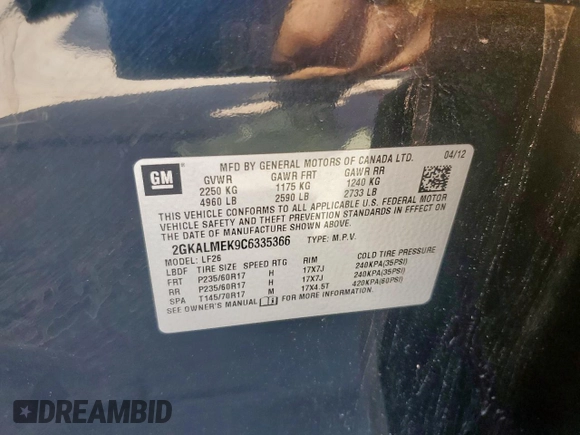 GM
MFD BY GENERAL MOTORS OF CANADA LTD. 04/12
GVWR GAWR FRT GAWR RR
2250 KG 1175 KG 1240 KG
4960 LB 2590 LB 2733 LB
THIS VEHICLE CONFORMS TO ALL APPLICABLE U.S. FEDERAL MOTOR
VEHICLE SAFETY AND THEFT PREVENTION STANDARDS IN EFFECT ON
THE DATE OF MANUFACTURE SHOWN ABOVE.
2GKALMEK9C6335366 TYPE: M.P.V.
MODEL: LF26
LBDF TIRE SIZE SPEED RTG RIM COLD TIRE PRESSURE
FRT P235/60R17 H 17X7J 240KPA(35PSI)
RR P235/60R17 H 17X7J 240KPA(35PSI)
SPA T145/70R17 M 17X4.5T 420KPA(60PSI)
SEE OWNER'S MANUAL FOR MORE INFORMATION.
DREAMBID